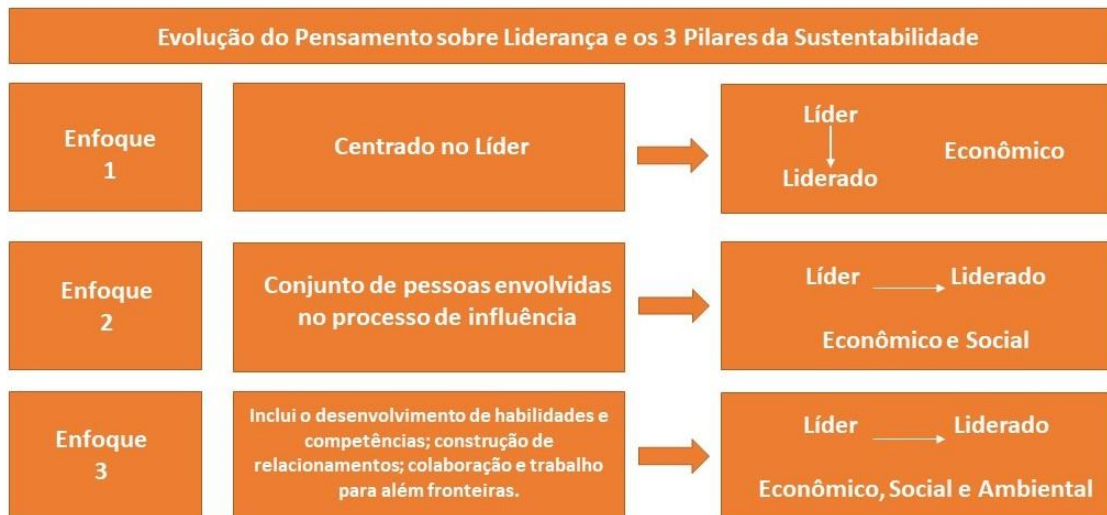 Evolução do Pensamento sobre Liderança e os 3 Pilares da Sustentabilidade
Enfoque
1
Centrado no Líder
Líder
Liderado
Econômico
Enfoque
2
Conjunto de pessoas envolvidas
no processo de influência
Líder
Liderado
Econômico e Social
Enfoque
3
Inclui o desenvolvimento de habilidades e
competências; construção de
relacionamentos; colaboração e trabalho
para além fronteiras.
Líder
Liderado
Econômico, Social e Ambiental